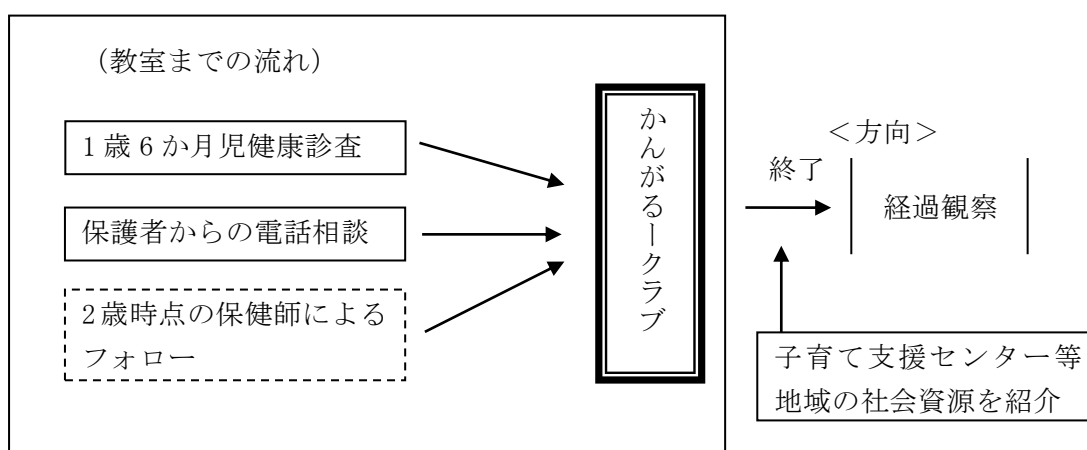 (教室までの流れ)
1歳6か月児健康診査
保護者からの電話相談
2歳時点の保健師による
フォロー
かんがるークラブ
<方向>
終了
経過観察
子育て支援センター等
地域の社会資源を紹介